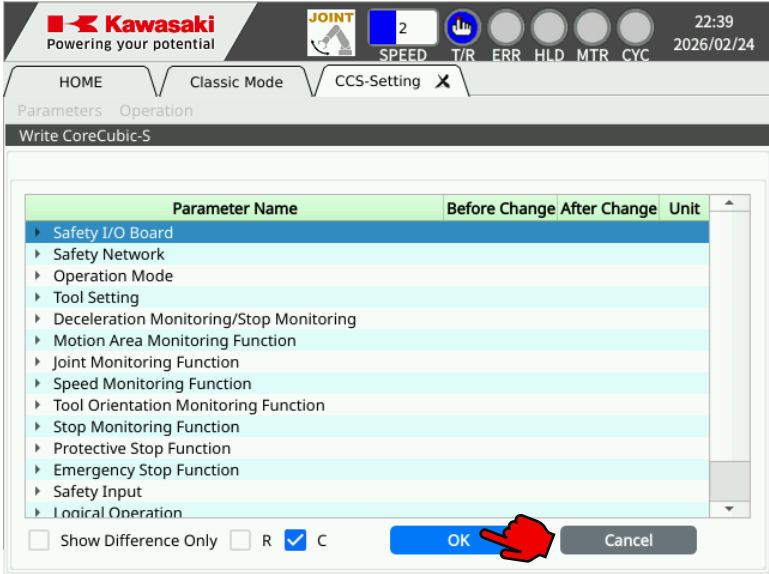 Kawasaki
Powering your potential
JOINT
2
SPEED T/R ERR HLD MTR CYC
22:39
2026/02/24
HOME Classic Mode CCS-Setting
Parameters Operation
Write CoreCubic-S
Parameter Name Before Change After Change Unit
Safety I/O Board
Safety Network
Operation Mode
Tool Setting
Deceleration Monitoring/Stop Monitoring
Motion Area Monitoring Function
Joint Monitoring Function
Speed Monitoring Function
Tool Orientation Monitoring Function
Stop Monitoring Function
Protective Stop Function
Emergency Stop Function
Safety Input
Logical Operation
Show Difference Only R C OK Cancel